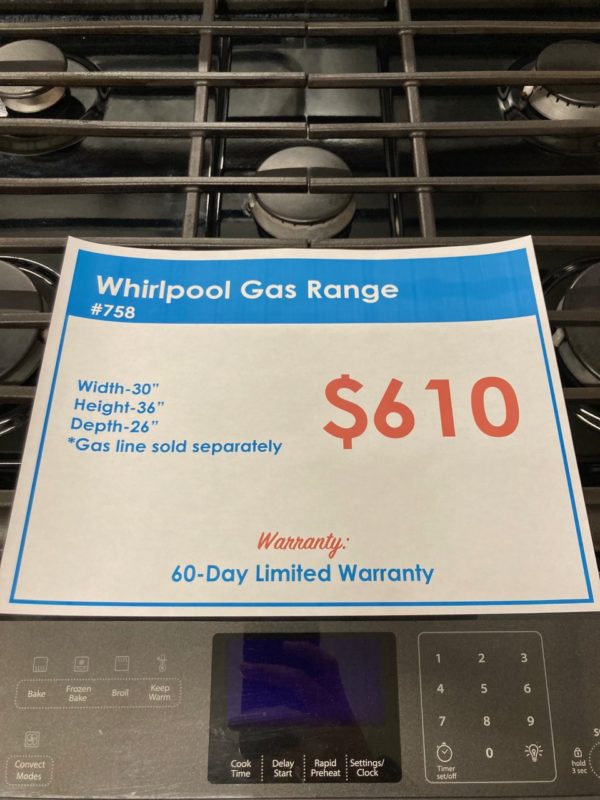 Whirlpool Gas Range
#758
Width-30"
Height-36"
Depth-26"
*Gas line sold separately
$610
Warranty:
60-Day Limited Warranty
Bake
Frozen
Bake
Broil
Keep
Warm
Convect
Modes
Cook
Time
Delay
Start
Rapid
Preheat
Settings/
Clock
1 2 3
4 5 6
7 8 9
0
Timer
set/off
hold
3 sec